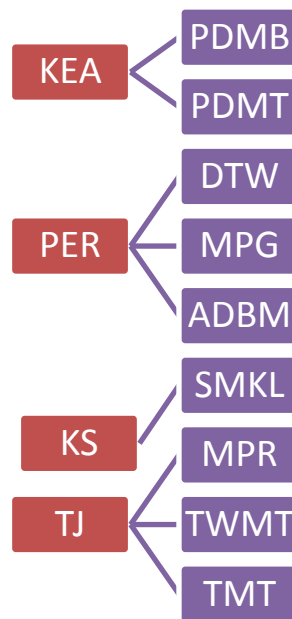 KEA
PDMB
PDMT
PER
DTW
MPG
ADBM
KS
SMKL
TJ
MPR
TWMT
TMT